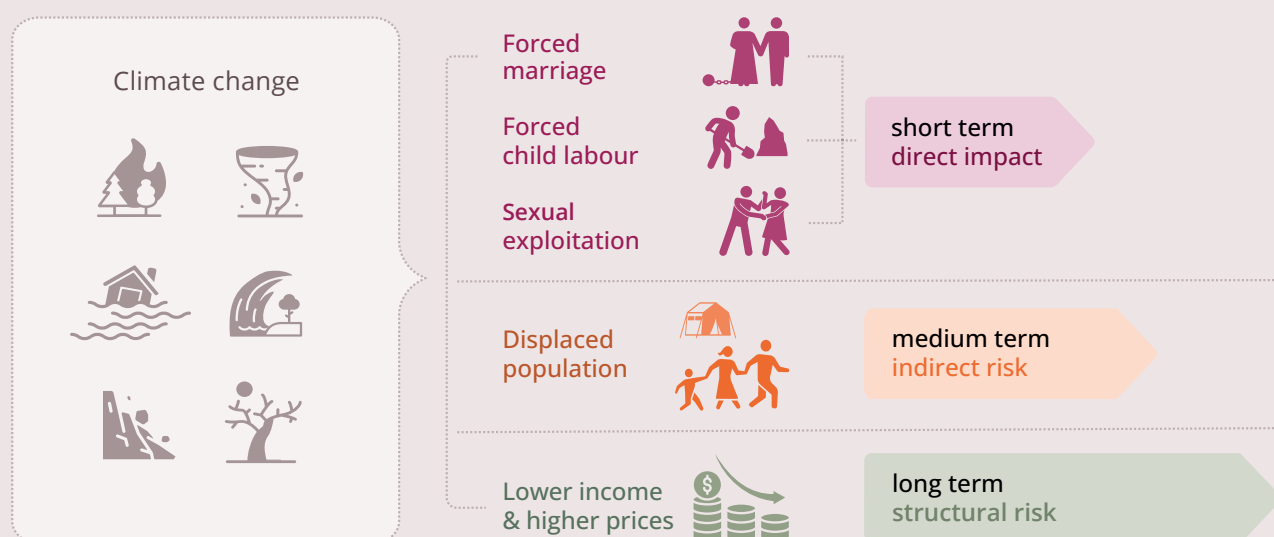 Climate change
Forced
marriage
Forced
child labour
Sexual
exploitation
short term
direct impact
Displaced
population
medium term
indirect risk
Lower income
& higher prices
$
long term
structural risk